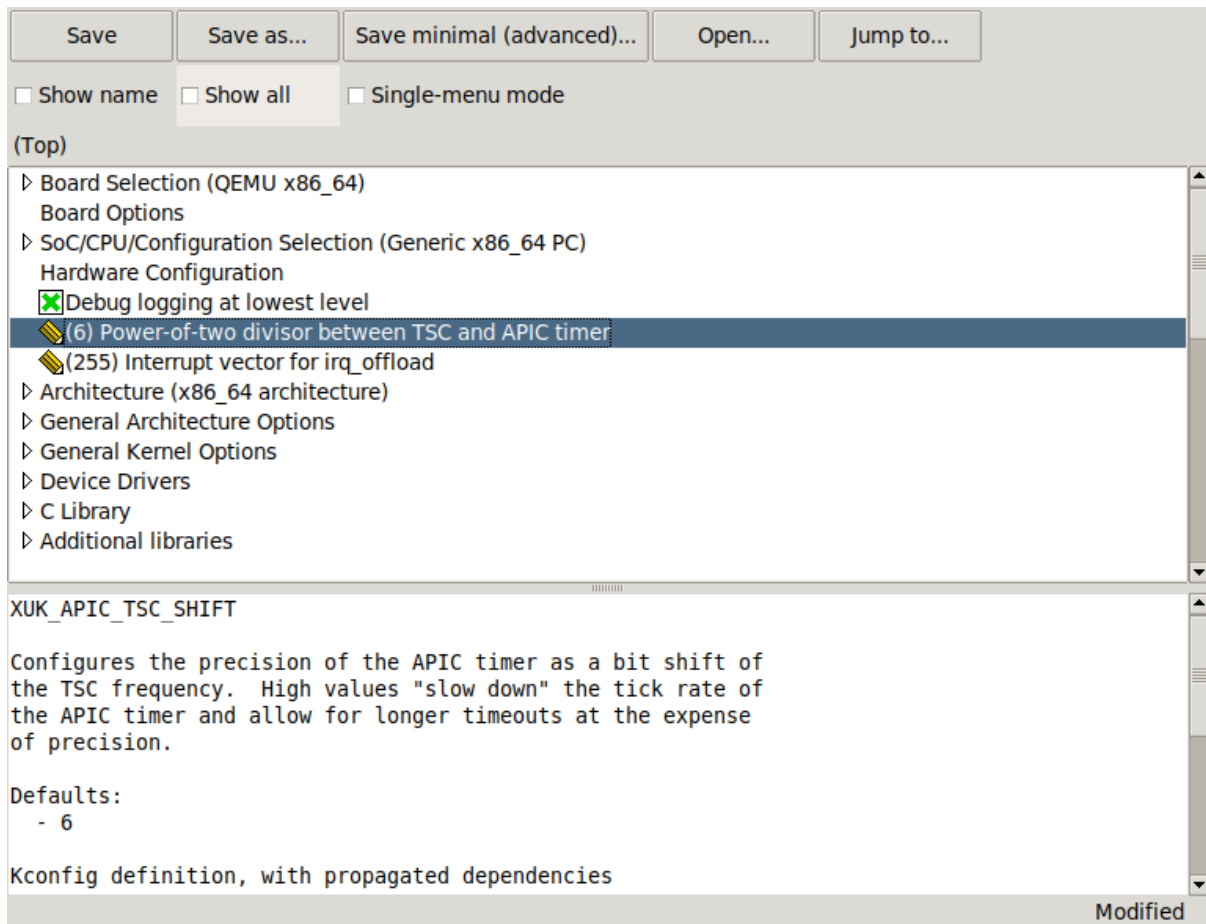 Save Save as... Save minimal (advanced)... Open... Jump to...
Show name Show all Single-menu mode
(Top)
Board Selection (QEMU x86_64)
Board Options
SoC/CPU/Configuration Selection (Generic x86_64 PC)
Hardware Configuration
Debug logging at lowest level
(6) Power-of-two divisor between TSC and APIC timer
(255) Interrupt vector for irq_offload
Architecture (x86_64 architecture)
General Architecture Options
General Kernel Options
Device Drivers
C Library
Additional libraries
XUK_APIC_TSC_SHIFT
Configures the precision of the APIC timer as a bit shift of
the TSC frequency.  High values "slow down" the tick rate of
the APIC timer and allow for longer timeouts at the expense
of precision.
Defaults:
  - 6
Kconfig definition, with propagated dependencies
Modified